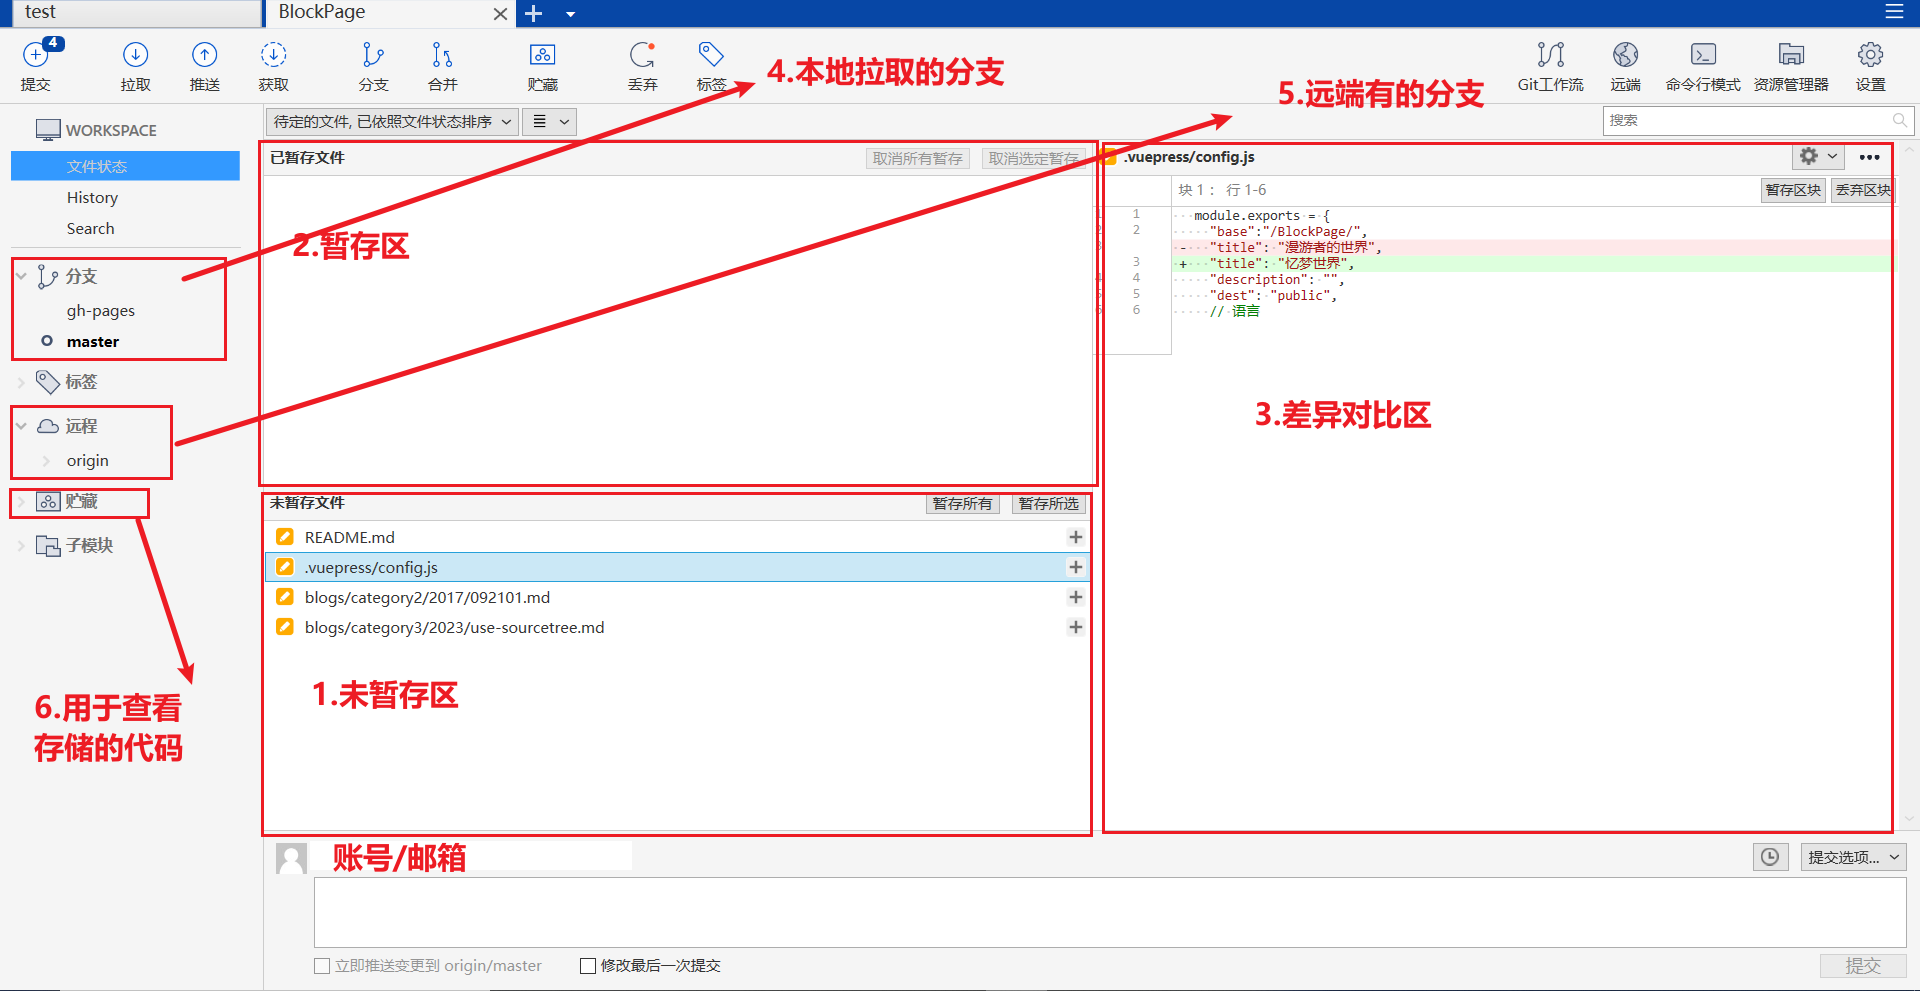 test
BlockPage
4
提交
拉取
推送
获取
分支
合并
贮藏
丢弃
标签
Git工作流
远端
命令行模式
资源管理器
设置
4.本地拉取的分支
5.远端有的分支
WORKSPACE
文件状态
History
Search
分支
gh-pages
master
标签
远程
origin
贮藏
子模块
6.用于查看
存储的代码
待定的文件, 已依照文件状态排序
搜索
已暂存文件
取消所有暂存
取消选定暂存
2.暂存区
未暂存文件
暂存所有
暂存所选
README.md
.vuepress/config.js
blogs/category2/2017/092101.md
blogs/category3/2023/use-sourcetree.md
1.未暂存区
.vuepress/config.js
块 1： 行 1-6
暂存区块
丢弃区块
1 module.exports = {
2 "base":"/BlockPage/",
- "title": "漫游者的世界",
3 + "title": "忆梦世界",
4 "description": "",
5 "dest": "public",
6 // 语言
3.差异对比区
账号/邮箱
提交选项...
立即推送变更到 origin/master
修改最后一次提交
提交